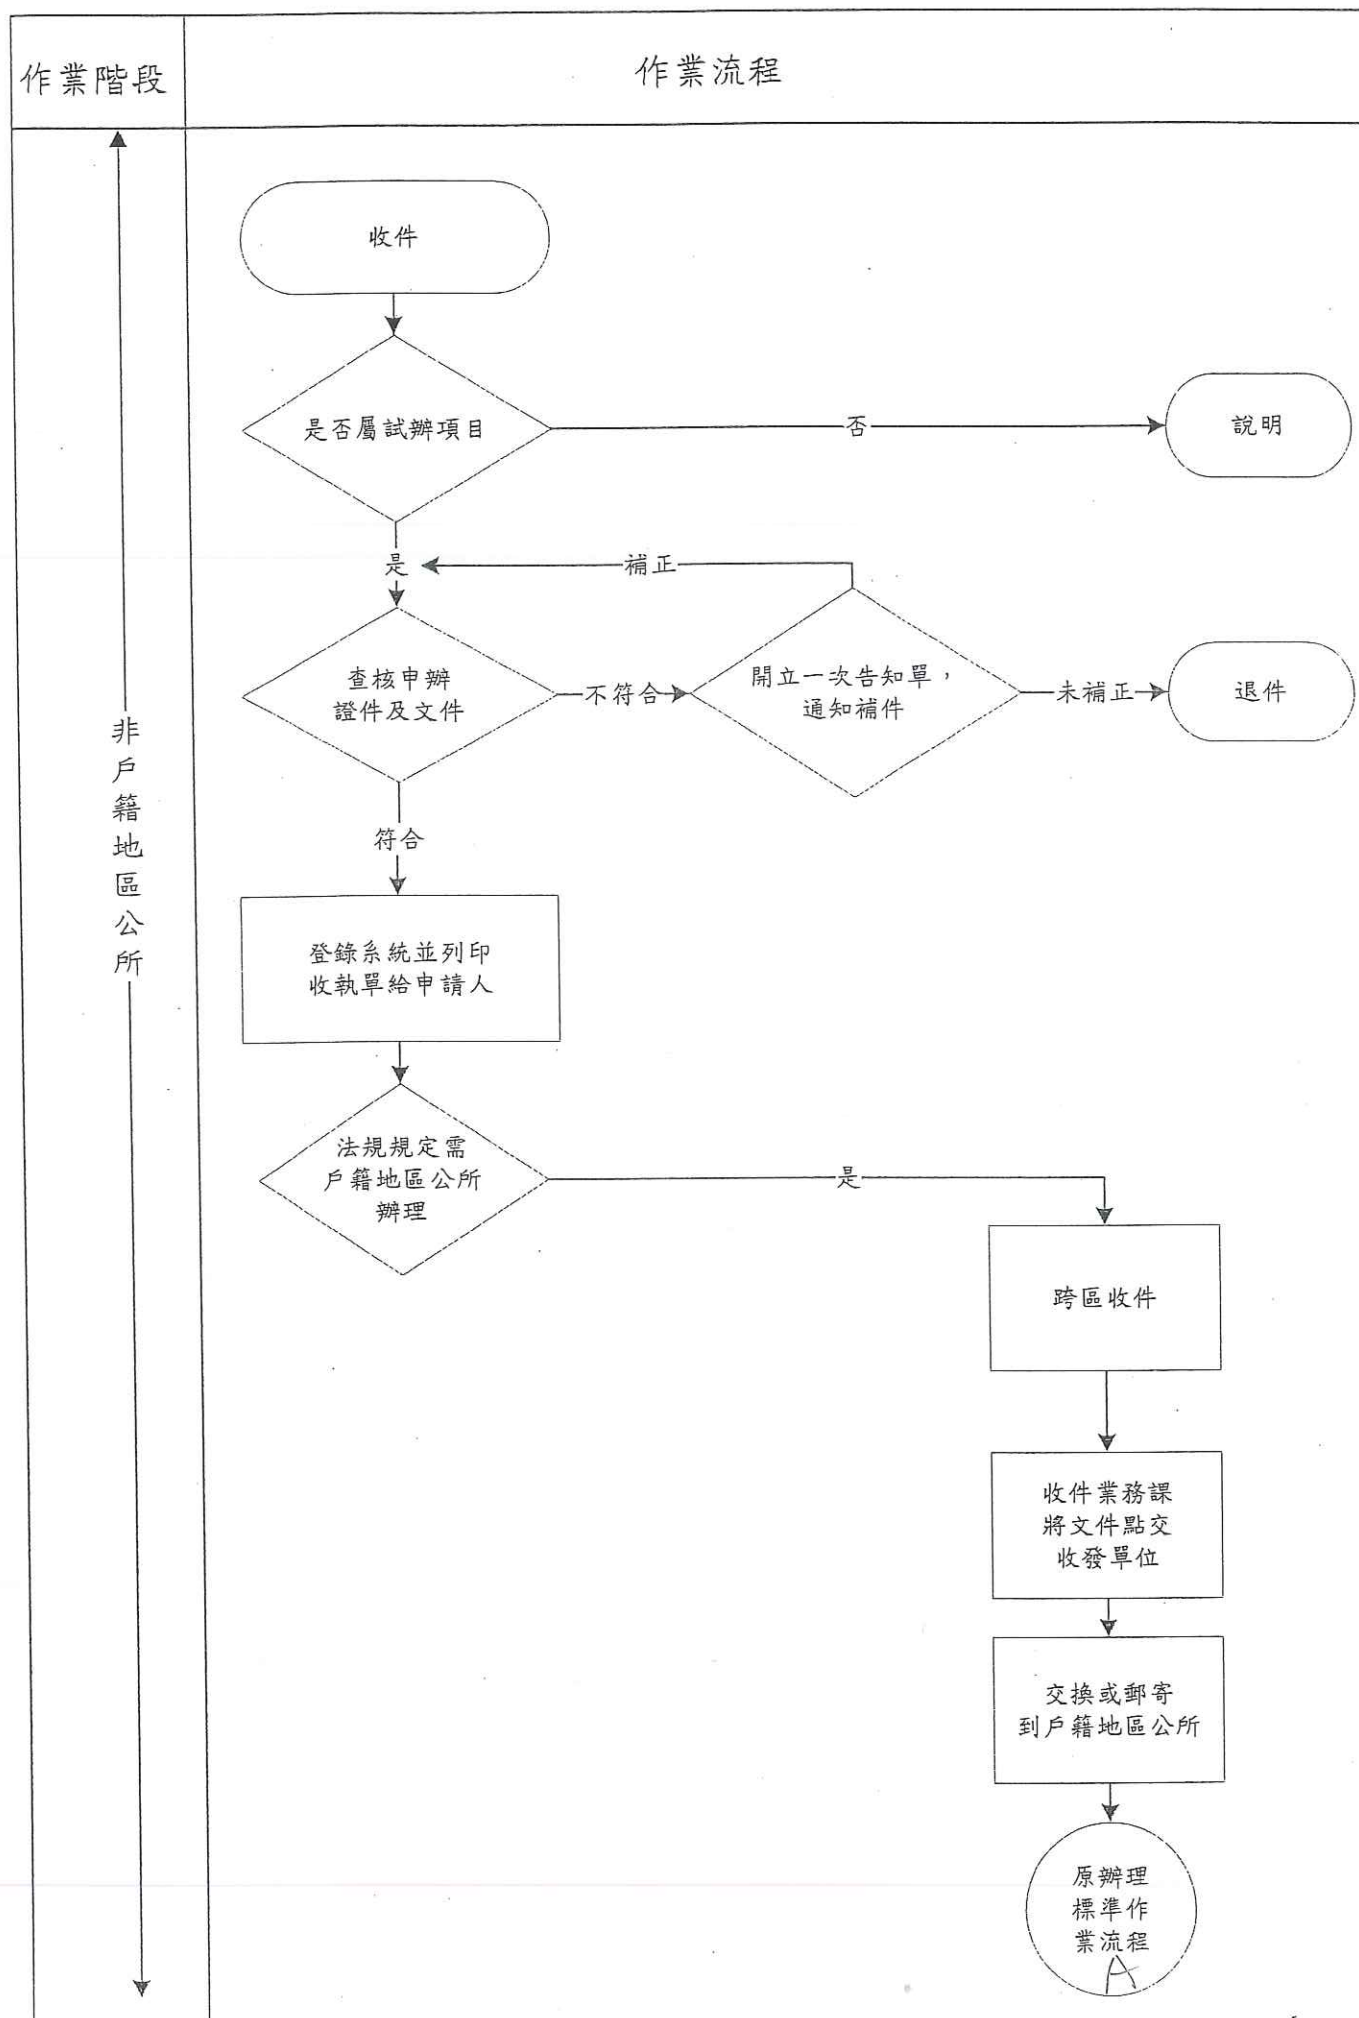 作業階段
作業流程
非戶籍地區公所
收件
是否屬試辦項目
否
說明
是
補正
查核申辦
證件及文件
不符合
開立一次告知單，
通知補件
未補正
退件
符合
登錄系統並列印
收執單給申請人
法規規定需
戶籍地區公所
辦理
是
跨區收件
收件業務課
將文件點交
收發單位
交換或郵寄
到戶籍地區公所
原辦理
標準作
業流程
A